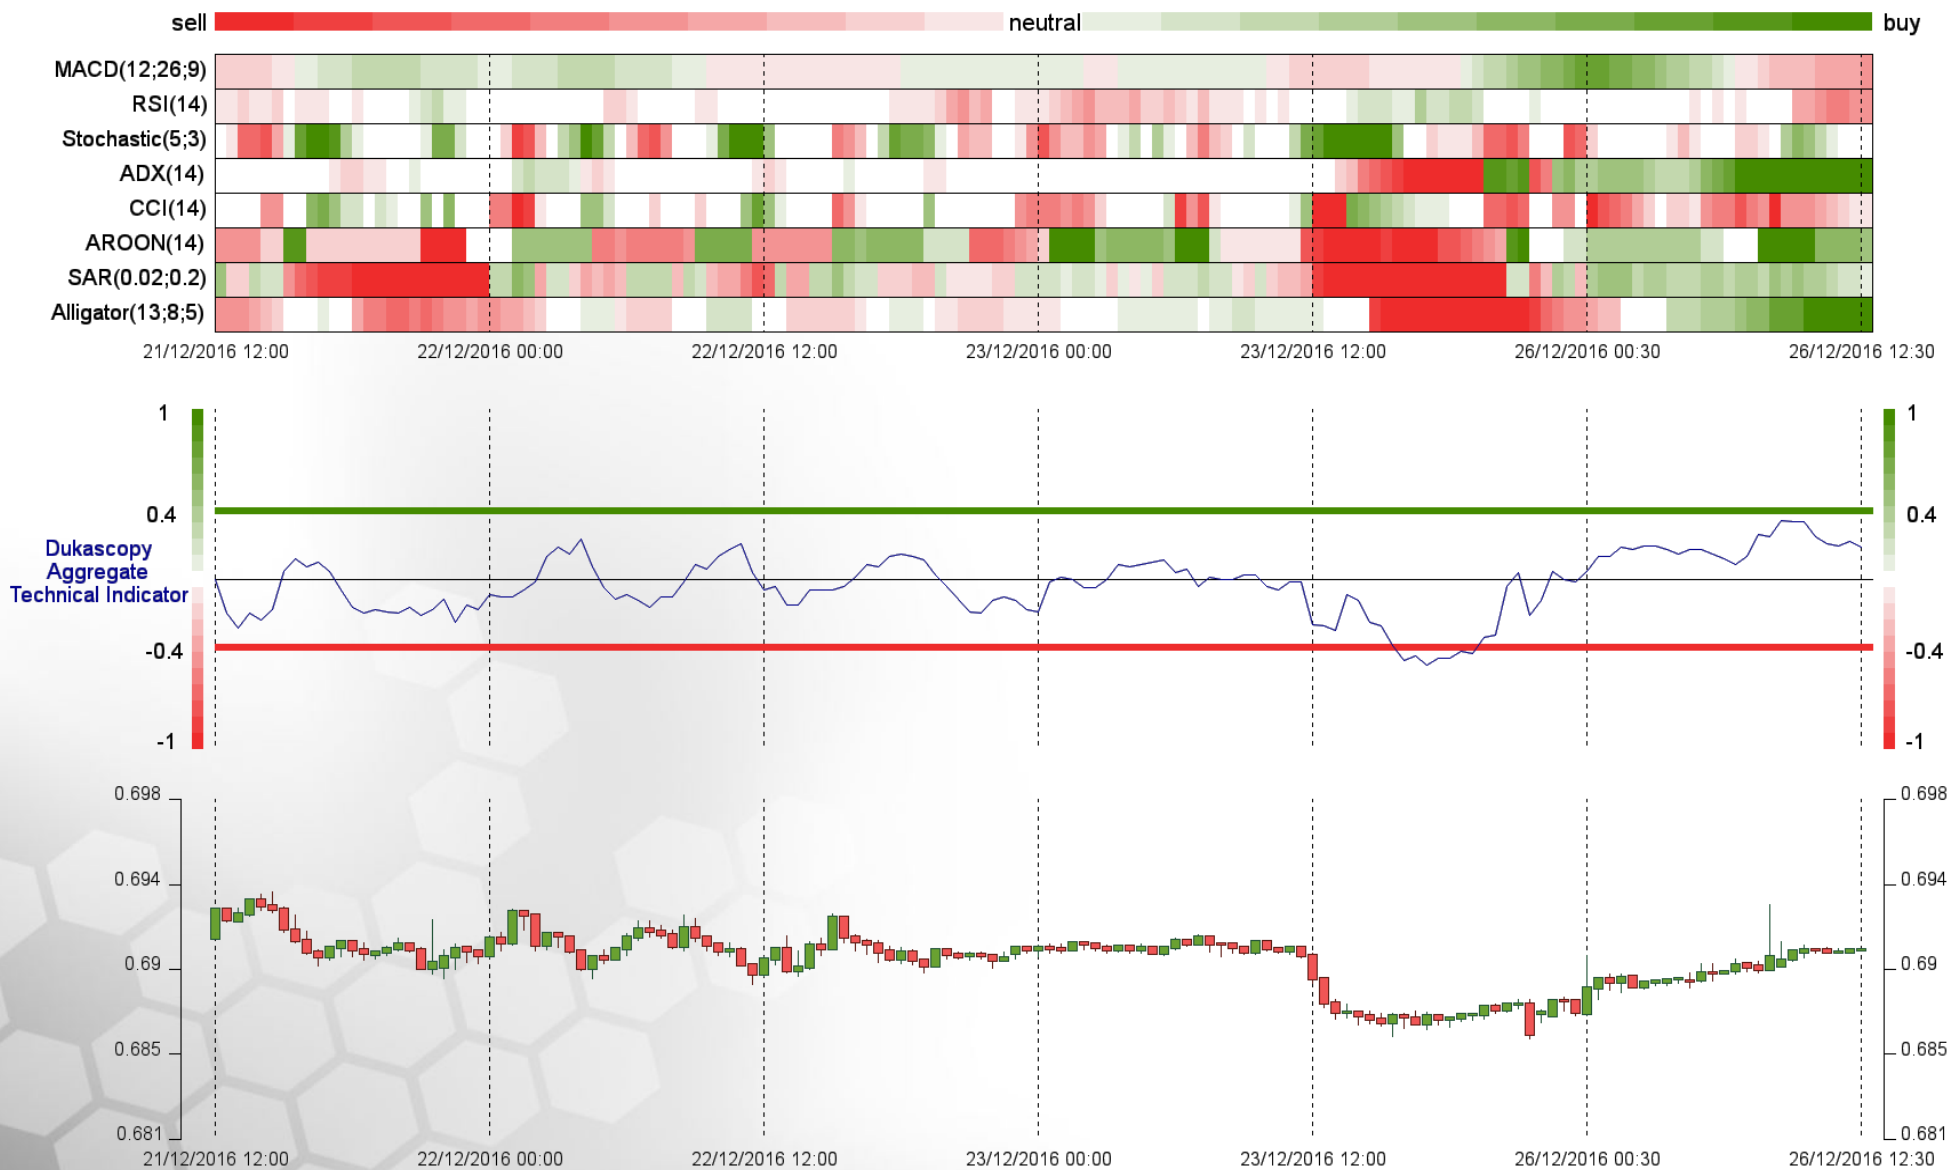 sell neutral buy
MACD(12;26;9)
RSI(14)
Stochastic(5;3)
ADX(14)
CCI(14)
AROON(14)
SAR(0.02;0.2)
Alligator(13;8;5)
21/12/2016 12:00 22/12/2016 00:00 22/12/2016 12:00 23/12/2016 00:00 23/12/2016 12:00 26/12/2016 00:30 26/12/2016 12:30
1 1
0.4 0.4
Dukascopy
Aggregate
Technical Indicator
-0.4 -0.4
-1 -1
0.698 0.698
0.694 0.694
0.69 0.69
0.685 0.685
0.681 0.681
21/12/2016 12:00 22/12/2016 00:00 22/12/2016 12:00 23/12/2016 00:00 23/12/2016 12:00 26/12/2016 00:30 26/12/2016 12:30